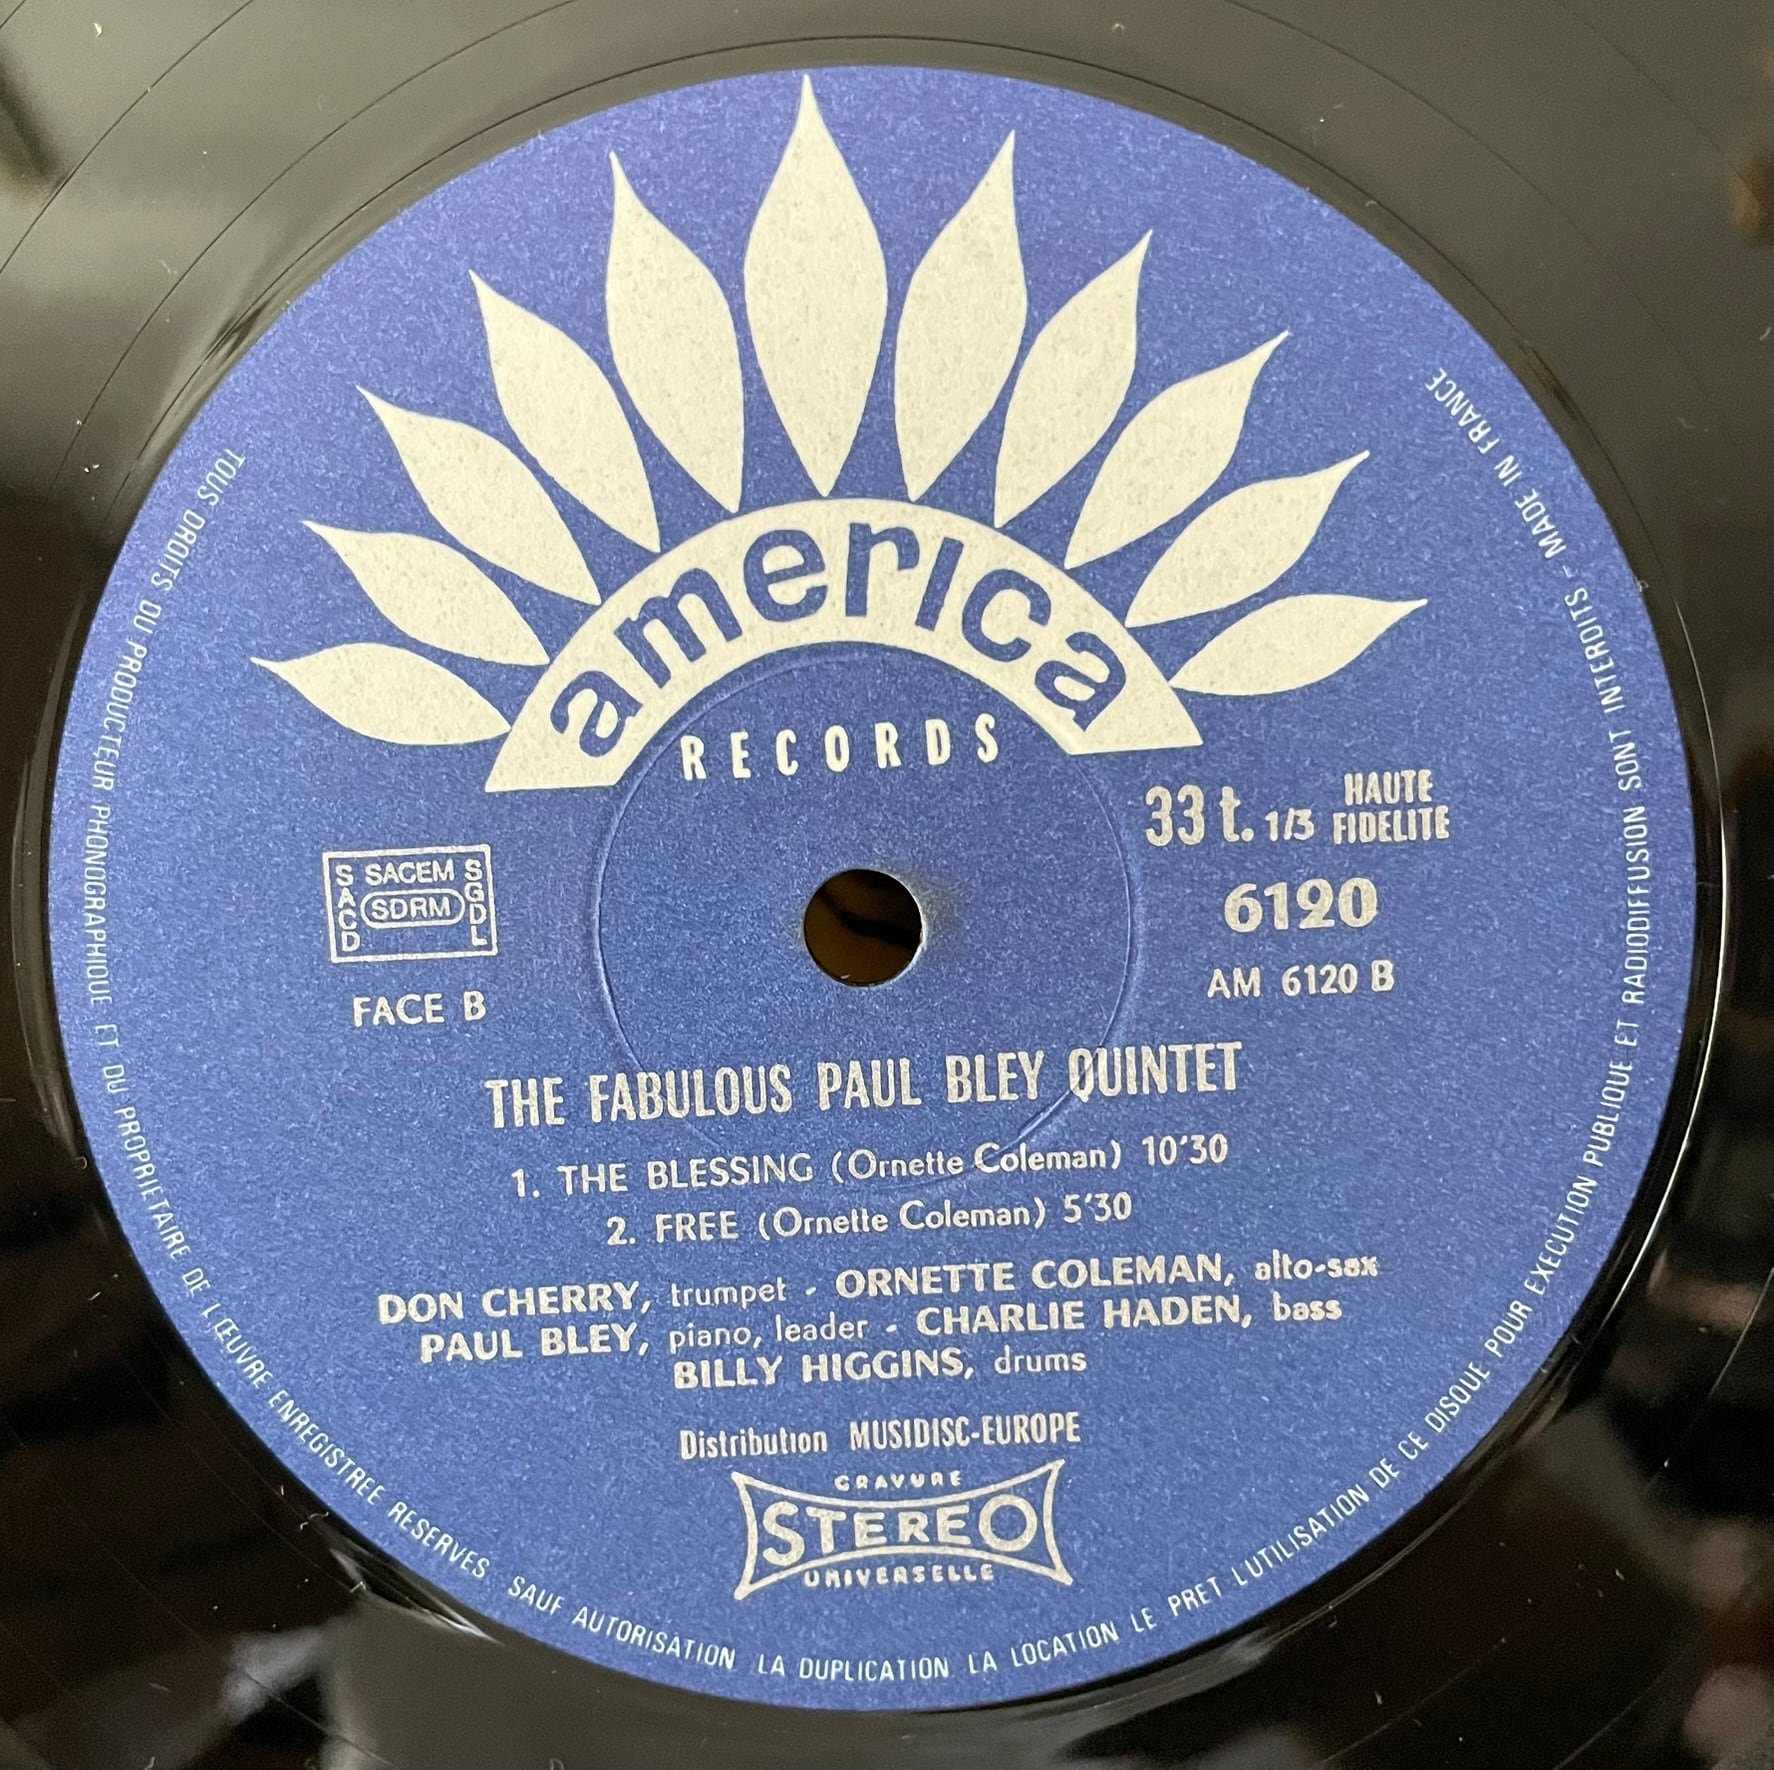 america
RECORDS
33 t. 1/3 HAUTE FIDELITE
6120
AM 6120 B
S SACEM S
A SDRM G
C D
D L
FACE B
THE FABULOUS PAUL BLEY QUINTET
1. THE BLESSING (Ornette Coleman) 10'30
2. FREE (Ornette Coleman) 5'30
DON CHERRY, trumpet - ORNETTE COLEMAN, alto-sax
PAUL BLEY, piano, leader - CHARLIE HADEN, bass
BILLY HIGGINS, drums
Distribution MUSIDISC-EUROPE
GRAVURE
STEREO
UNIVERSELLE
TOUS DROITS DU PRODUCTEUR PHONOGRAPHIQUE ET DU PROPRIETAIRE DE L'ŒUVRE ENREGISTREE RESERVES SAUF AUTORISATION LA DUPLICATION LA LOCATION LE PRET L'UTILISATION DE CE DISQUE POUR EXECUTION PUBLIQUE ET RADIODIFFUSION SONT INTERDITS - MADE IN FRANCE